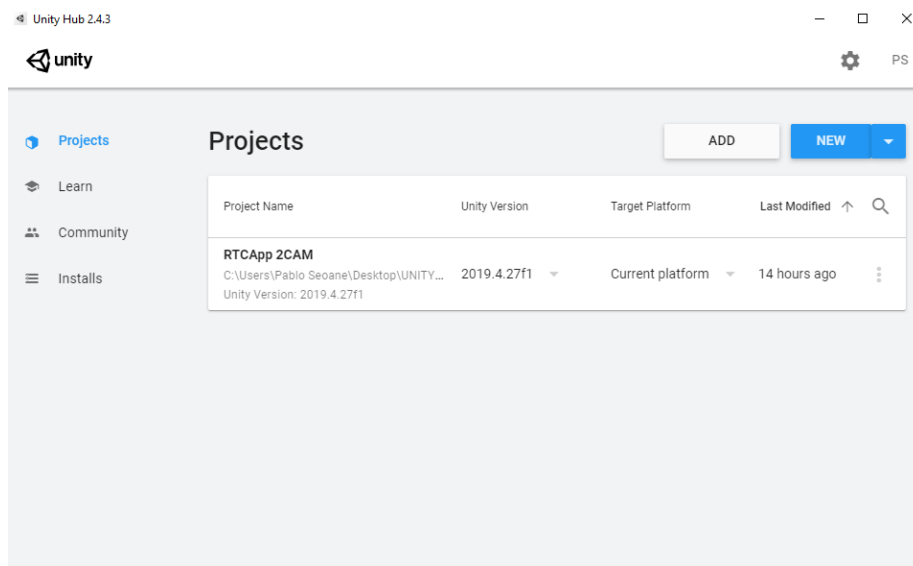 Unity Hub 2.4.3
unity
PS
Projects
Learn
Community
Installs
Projects
ADD
NEW
Project Name
Unity Version
Target Platform
Last Modified
RTCApp 2CAM
C:\Users\Pablo Seoane\Desktop\UNITY...
Unity Version: 2019.4.27f1
2019.4.27f1
Current platform
14 hours ago